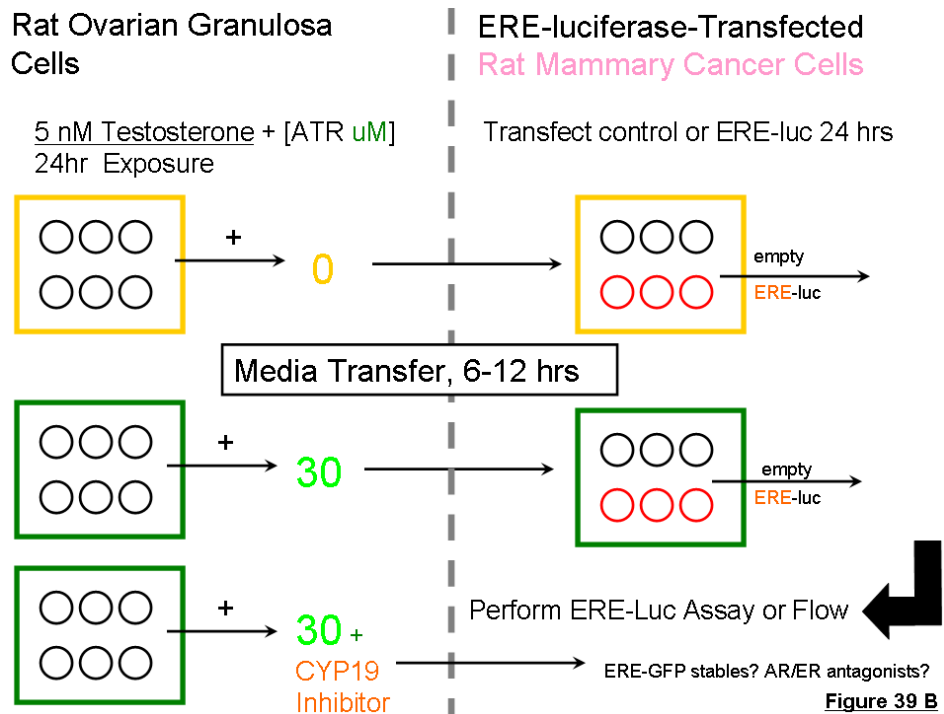 Rat Ovarian Granulosa
Cells
ERE-luciferase-Transfected
Rat Mammary Cancer Cells
5 nM Testosterone + [ATR uM]
24hr Exposure
Transfect control or ERE-luc 24 hrs
+
0
empty
ERE-luc
Media Transfer, 6-12 hrs
+
30
empty
ERE-luc
+
30 +
CYP19
Inhibitor
Perform ERE-Luc Assay or Flow
ERE-GFP stables? AR/ER antagonists?
Figure 39 B